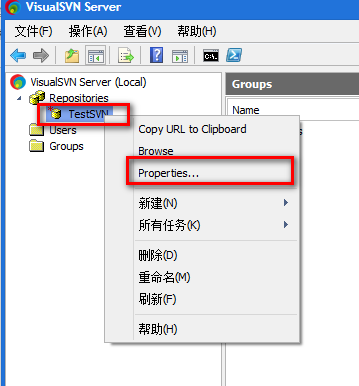 VisualSVN Server
文件(F) 操作(A) 查看(V) 帮助(H)
VisualSVN Server (Local)
Repositories
TestSVN
Users
Groups
Groups
Name
Copy URL to Clipboard
Browse
Properties...
新建(N)
所有任务(K)
删除(D)
重命名(M)
刷新(F)
帮助(H)